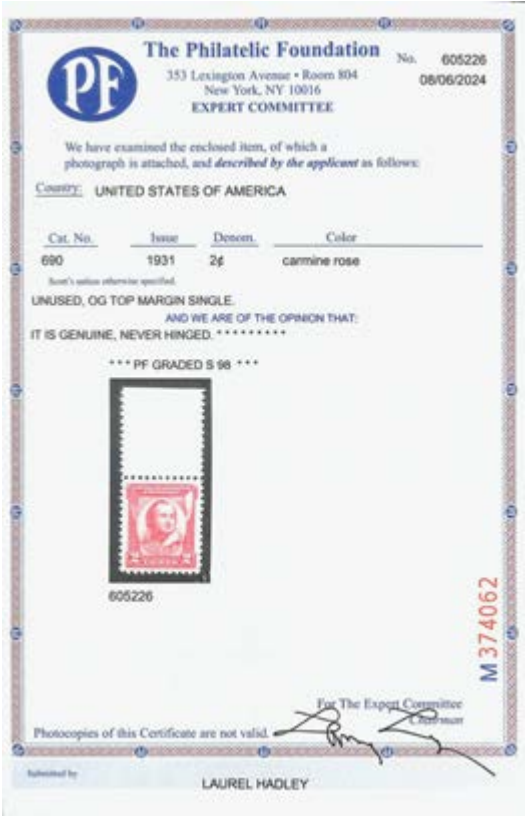 PF
The Philatelic Foundation
353 Lexington Avenue • Room 804
New York, NY 10016
EXPERT COMMITTEE
No. 605226
08/06/2024
We have examined the enclosed item, of which a
photograph is attached, and described by the applicant as follows:
Country: UNITED STATES OF AMERICA
Cat. No. Issue Denom. Color
690 1931 2¢ carmine rose
Scott's unless otherwise specified.
UNUSED, OG TOP MARGIN SINGLE.
AND WE ARE OF THE OPINION THAT:
IT IS GENUINE, NEVER HINGED. * * * * * * * * *
* * * PF GRADED S 98 * * *
2 CENTS 2
605226
M 374062
For The Expert Committee
Chairman
Photocopies of this Certificate are not valid.
Submitted by
LAUREL HADLEY